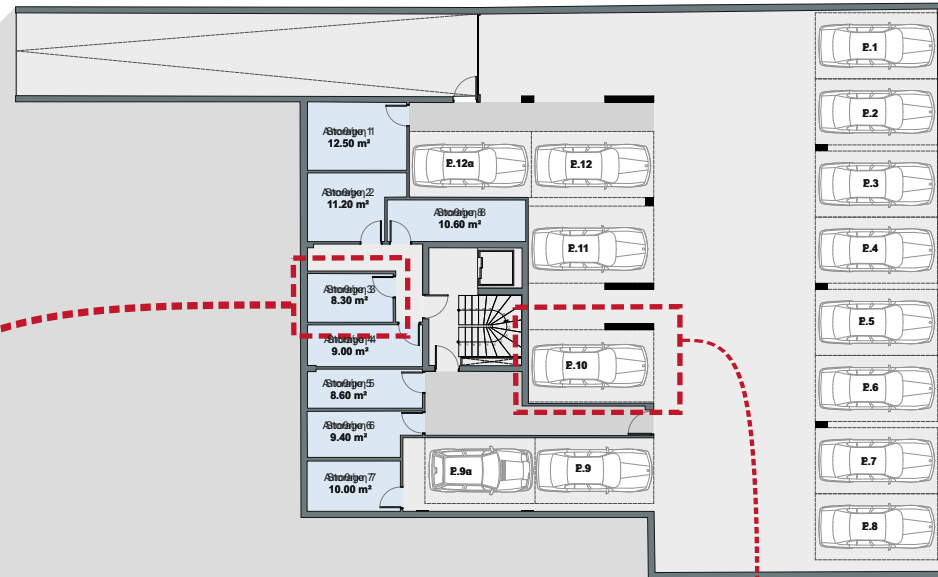 P.1
P.2
P.3
P.4
P.5
P.6
P.7
P.8
Storage 1
12.50 m²
P.12α
P.12
Storage 2
11.20 m²
Storage 8
10.60 m²
P.11
Storage 3
8.30 m²
Storage 4
9.00 m²
P.10
Storage 5
8.60 m²
Storage 6
9.40 m²
Storage 7
10.00 m²
P.9α
P.9